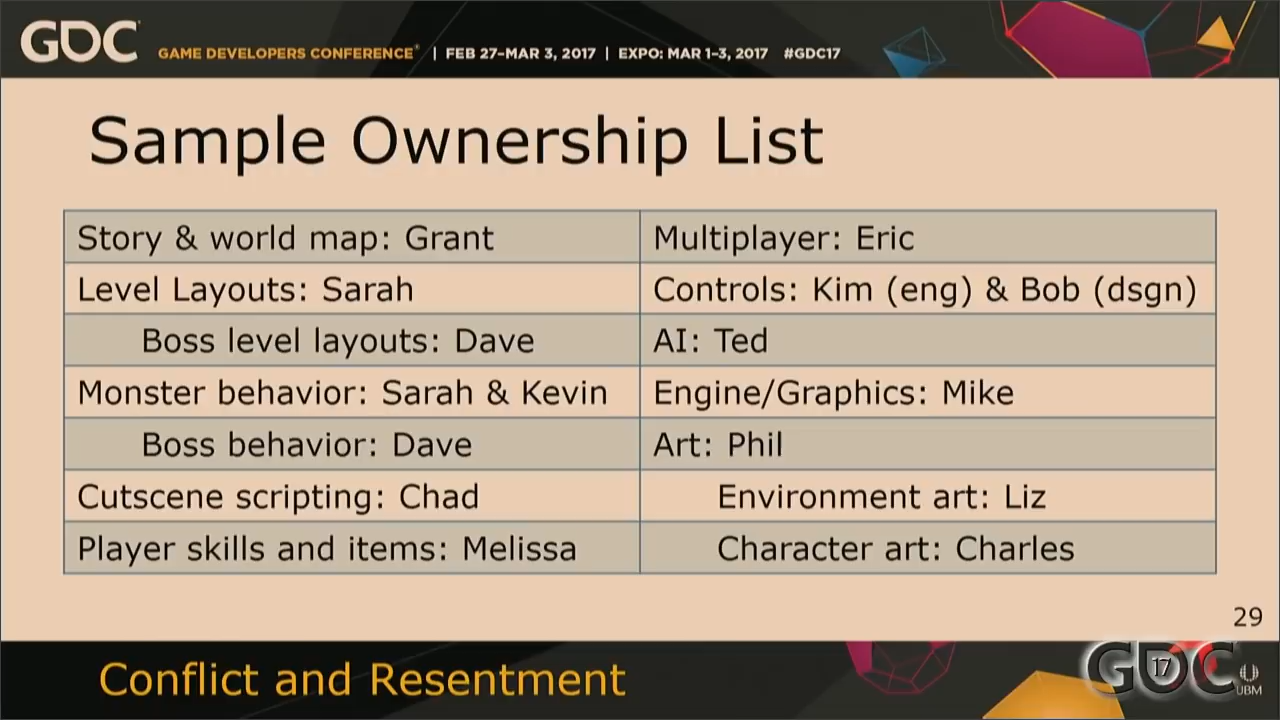 GDC GAME DEVELOPERS CONFERENCE® | FEB 27–MAR 3, 2017 | EXPO: MAR 1–3, 2017 #GDC17
Sample Ownership List
Story & world map: Grant
Level Layouts: Sarah
Boss level layouts: Dave
Monster behavior: Sarah & Kevin
Boss behavior: Dave
Cutscene scripting: Chad
Player skills and items: Melissa
Multiplayer: Eric
Controls: Kim (eng) & Bob (dsgn)
AI: Ted
Engine/Graphics: Mike
Art: Phil
Environment art: Liz
Character art: Charles
29
Conflict and Resentment
GDC 17
UBM